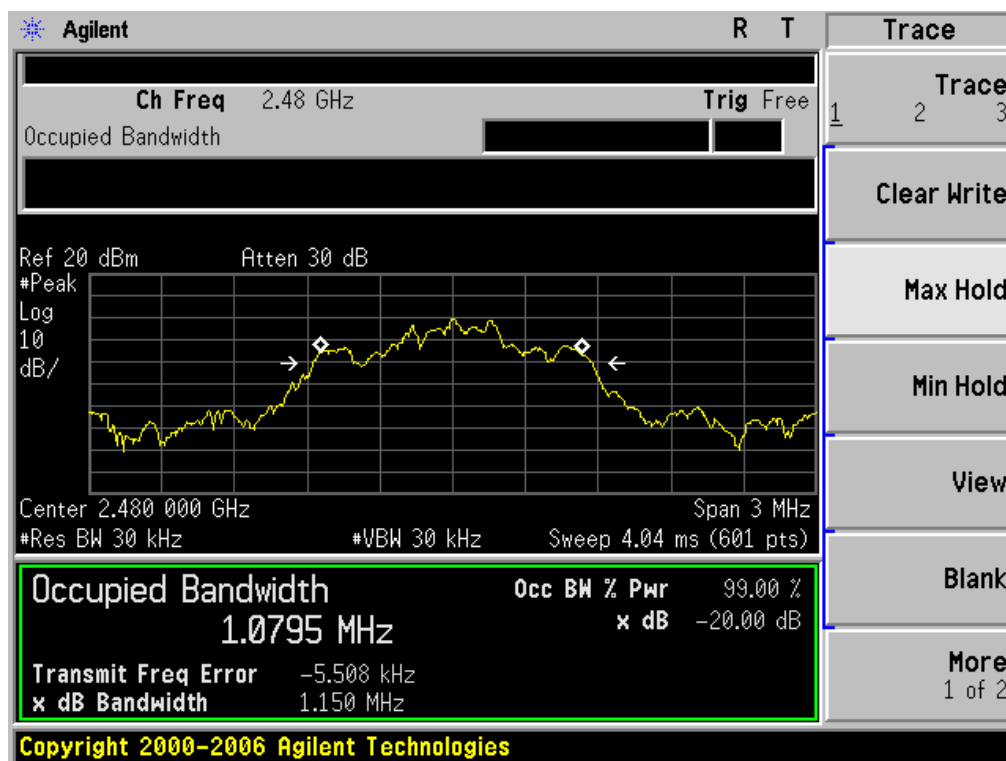 Agilent R T Trace
Ch Freq 2.48 GHz Trig Free
Occupied Bandwidth
Trace
1 2 3
Clear Write
Max Hold
Min Hold
View
Blank
More
1 of 2
Ref 20 dBm Atten 30 dB
#Peak
Log
10
dB/
Center 2.480 000 GHz Span 3 MHz
#Res BW 30 kHz #VBW 30 kHz Sweep 4.04 ms (601 pts)
Occupied Bandwidth Occ BW % Pwr 99.00 %
1.0795 MHz x dB -20.00 dB
Transmit Freq Error -5.508 kHz
x dB Bandwidth 1.150 MHz
Copyright 2000-2006 Agilent Technologies